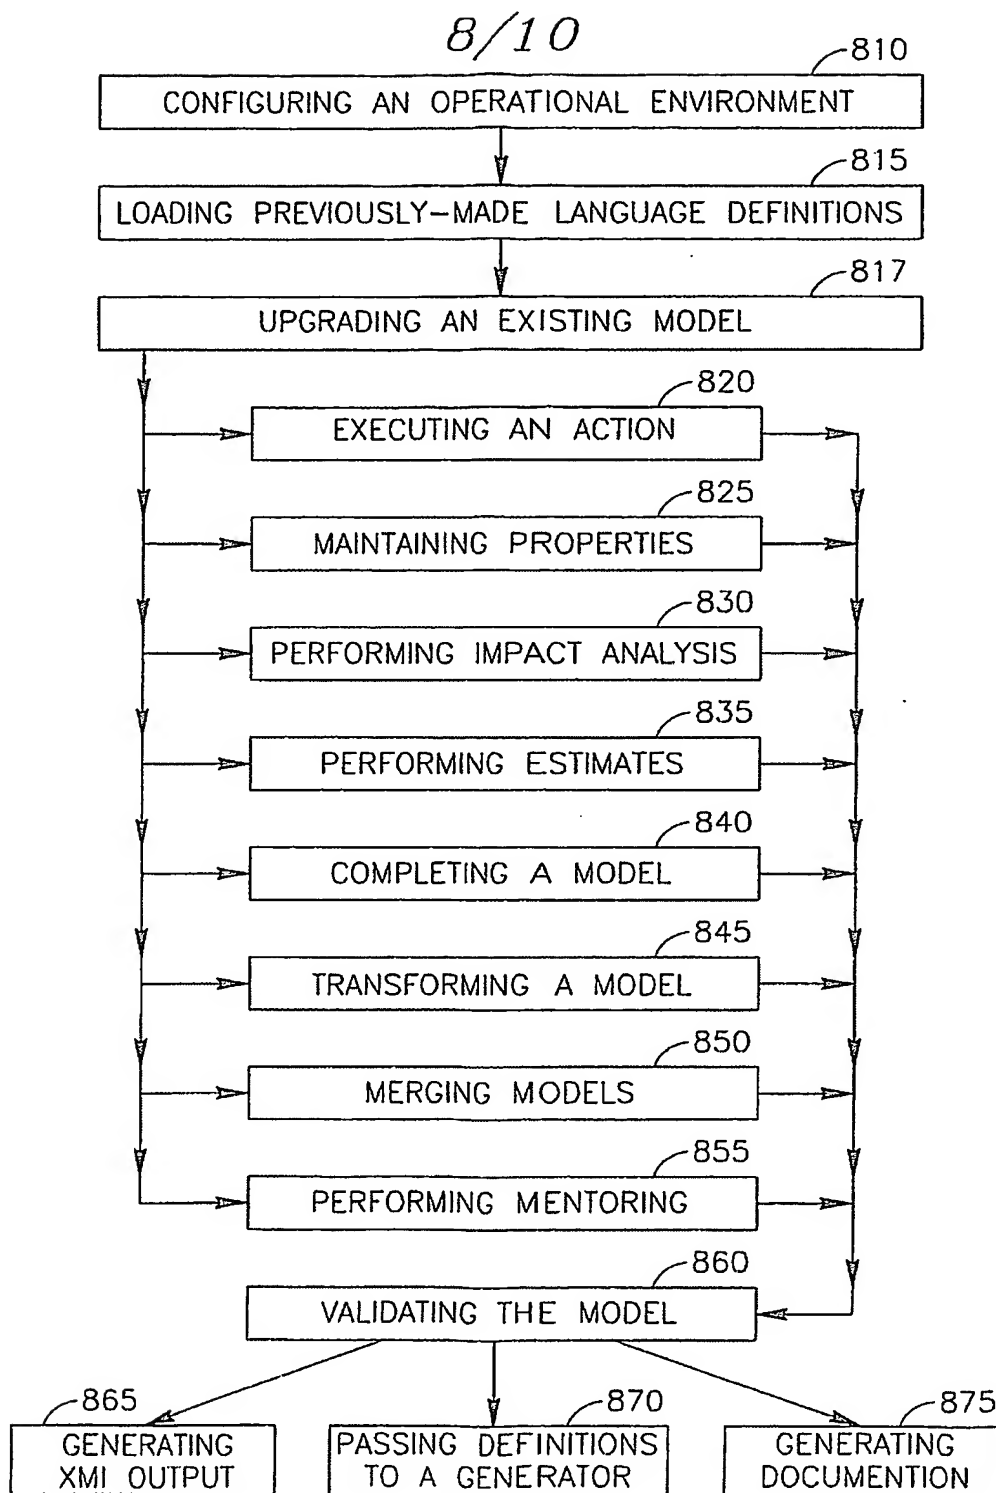 8/10
810
CONFIGURING AN OPERATIONAL ENVIRONMENT
815
LOADING PREVIOUSLY-MADE LANGUAGE DEFINITIONS
817
UPGRADING AN EXISTING MODEL
820
EXECUTING AN ACTION
825
MAINTAINING PROPERTIES
830
PERFORMING IMPACT ANALYSIS
835
PERFORMING ESTIMATES
840
COMPLETING A MODEL
845
TRANSFORMING A MODEL
850
MERGING MODELS
855
PERFORMING MENTORING
860
VALIDATING THE MODEL
865
GENERATING
XMI OUTPUT
870
PASSING DEFINITIONS
TO A GENERATOR
875
GENERATING
DOCUMENTION